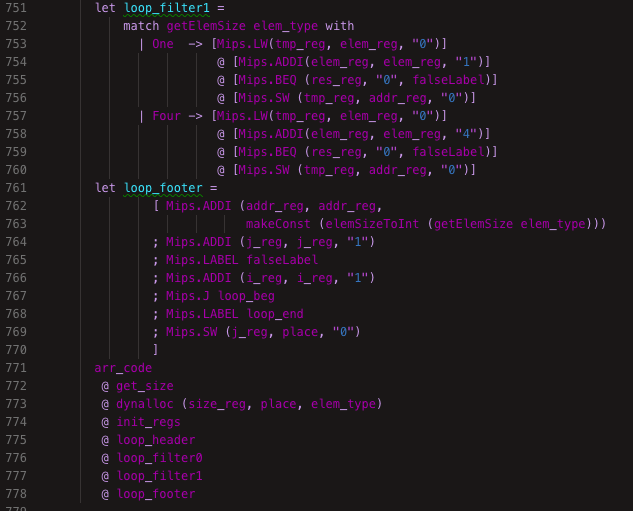 751 let loop_filter1 =
752 match getElemSize elem_type with
753 | One -> [Mips.LW(tmp_reg, elem_reg, "0")]
754 @ [Mips.ADDI(elem_reg, elem_reg, "1")]
755 @ [Mips.BEQ (res_reg, "0", falseLabel)]
756 @ [Mips.SW (tmp_reg, addr_reg, "0")]
757 | Four -> [Mips.LW(tmp_reg, elem_reg, "0")]
758 @ [Mips.ADDI(elem_reg, elem_reg, "4")]
759 @ [Mips.BEQ (res_reg, "0", falseLabel)]
760 @ [Mips.SW (tmp_reg, addr_reg, "0")]
761 let loop_footer =
762 [ Mips.ADDI (addr_reg, addr_reg,
763 makeConst (elemSizeToInt (getElemSize elem_type)))
764 ; Mips.ADDI (j_reg, j_reg, "1")
765 ; Mips.LABEL falseLabel
766 ; Mips.ADDI (i_reg, i_reg, "1")
767 ; Mips.J loop_beg
768 ; Mips.LABEL loop_end
769 ; Mips.SW (j_reg, place, "0")
770 ]
771 arr_code
772 @ get_size
773 @ dynalloc (size_reg, place, elem_type)
774 @ init_regs
775 @ loop_header
776 @ loop_filter0
777 @ loop_filter1
778 @ loop_footer